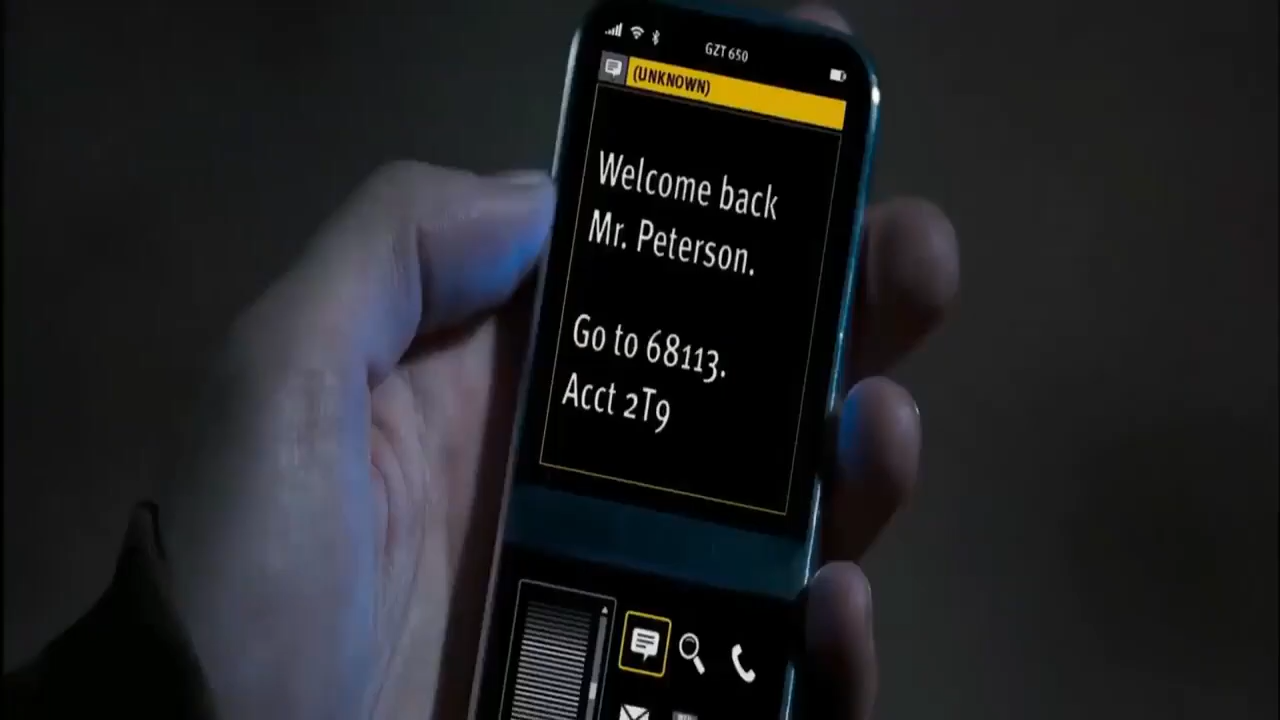 GZT 650
(UNKNOWN)
Welcome back
Mr. Peterson.
Go to 68113.
Acct 2T9